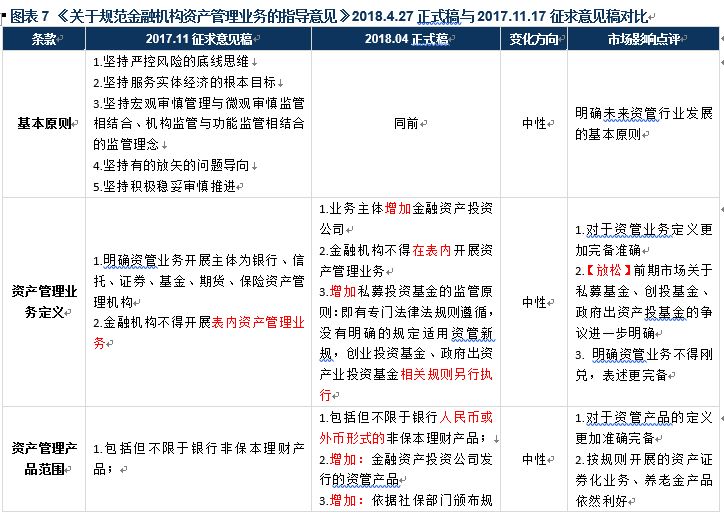 图表 7 《关于规范金融机构资产管理业务的指导意见》2018.4.27 正式稿与 2017.11.17 征求意见稿对比
条款
2017.11 征求意见稿
2018.04 正式稿
变化方向
市场影响点评
基本原则
1.坚持严控风险的底线思维
2.坚持服务实体经济的根本目标
3.坚持宏观审慎管理与微观审慎监管
相结合、机构监管与功能监管相结合
的监管理念
4.坚持有的放矢的问题导向
5.坚持积极稳妥审慎推进
同前
中性
明确未来资管行业发展
的基本原则
资产管理业
务定义
1.明确资管业务开展主体为银行、信
托、证券、基金、期货、保险资产管
理机构
2.金融机构不得开展表内资产管理业
务
1.业务主体增加金融资产投资
公司
2.金融机构不得在表内开展资
产管理业务
3.增加私募投资基金的监管原
则：即有专门法律法规则遵循，
没有明确的规定适用资管新
规，创业投资基金、政府出资产
业投资基金相关规则另行执
行
中性
1.对于资管业务定义更
加完备准确
2.【放松】前期市场关于
私募基金、创投基金、
政府出资产投基金的争
议进一步明确
3. 明确资管业务不得刚
兑，表述更完备
资产管理产
品范围
1.包括但不限于银行非保本理财产
品；
1.包括但不限于银行人民币或
外币形式的非保本理财产品；
2.增加：金融资产投资公司发
行的资管产品
3.增加：依据社保部门颁布规
中性
1.对于资管产品的定义
更加准确完备
2.按规则开展的资产证
券化业务、养老金产品
依然利好